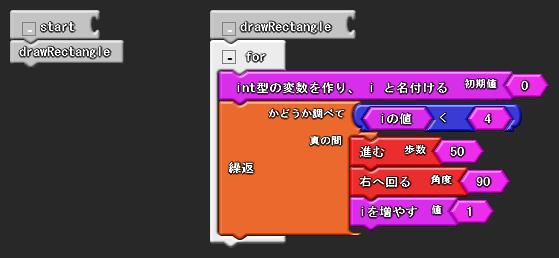 start
drawRectangle
drawRectangle
for
int型の変数を作り、 i と名付ける 初期値 0
かどうか調べて iの値 < 4
真の間
進む 歩数 50
繰返
右へ回る 角度 90
iを増やす 値 1